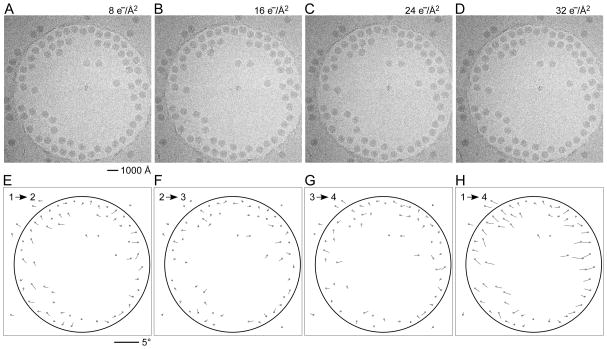 A 8 e⁻/Å² B 16 e⁻/Å² C 24 e⁻/Å² D 32 e⁻/Å²
1000 Å
E F G H
1 → 2 2 → 3 3 → 4 1 → 4
5°